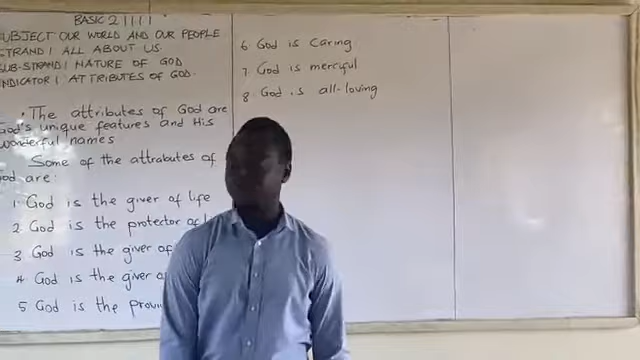 BASIC 2
SUBJECT OUR WORLD AND OUR PEOPLE
STRAND: ALL ABOUT US
SUB-STRAND: NATURE OF GOD
INDICATOR: ATTRIBUTES OF GOD.
The attributes of God are
God's unique features and His
wonderful names
Some of the attrabutes of
God are:
1 God is the giver of life
2 God is the protector of
3 God is the giver of
4 God is the giver
5 God is the
6 God is Caring
7. God is merciful
8. God is all-loving